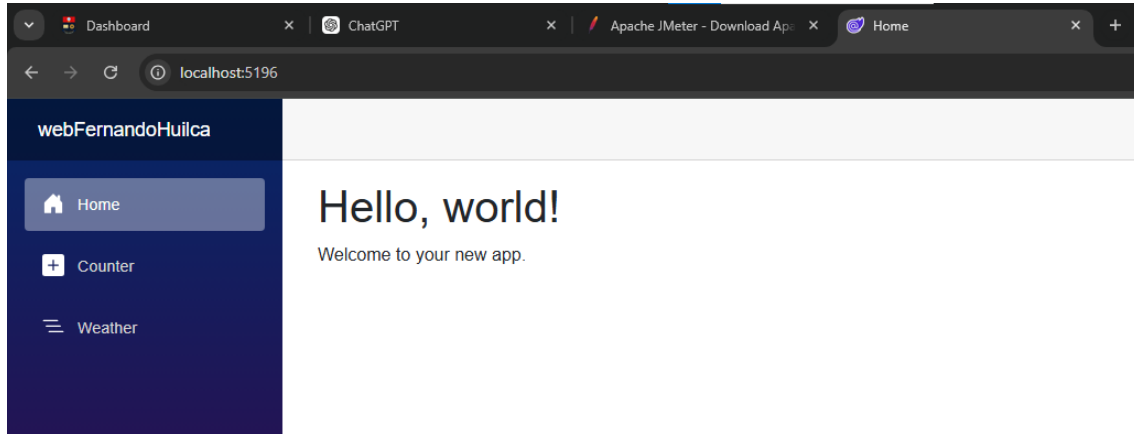 Dashboard
ChatGPT
Apache JMeter - Download Apa
Home
localhost:5196
webFernandoHuilca
Home
Counter
Weather
Hello, world!
Welcome to your new app.